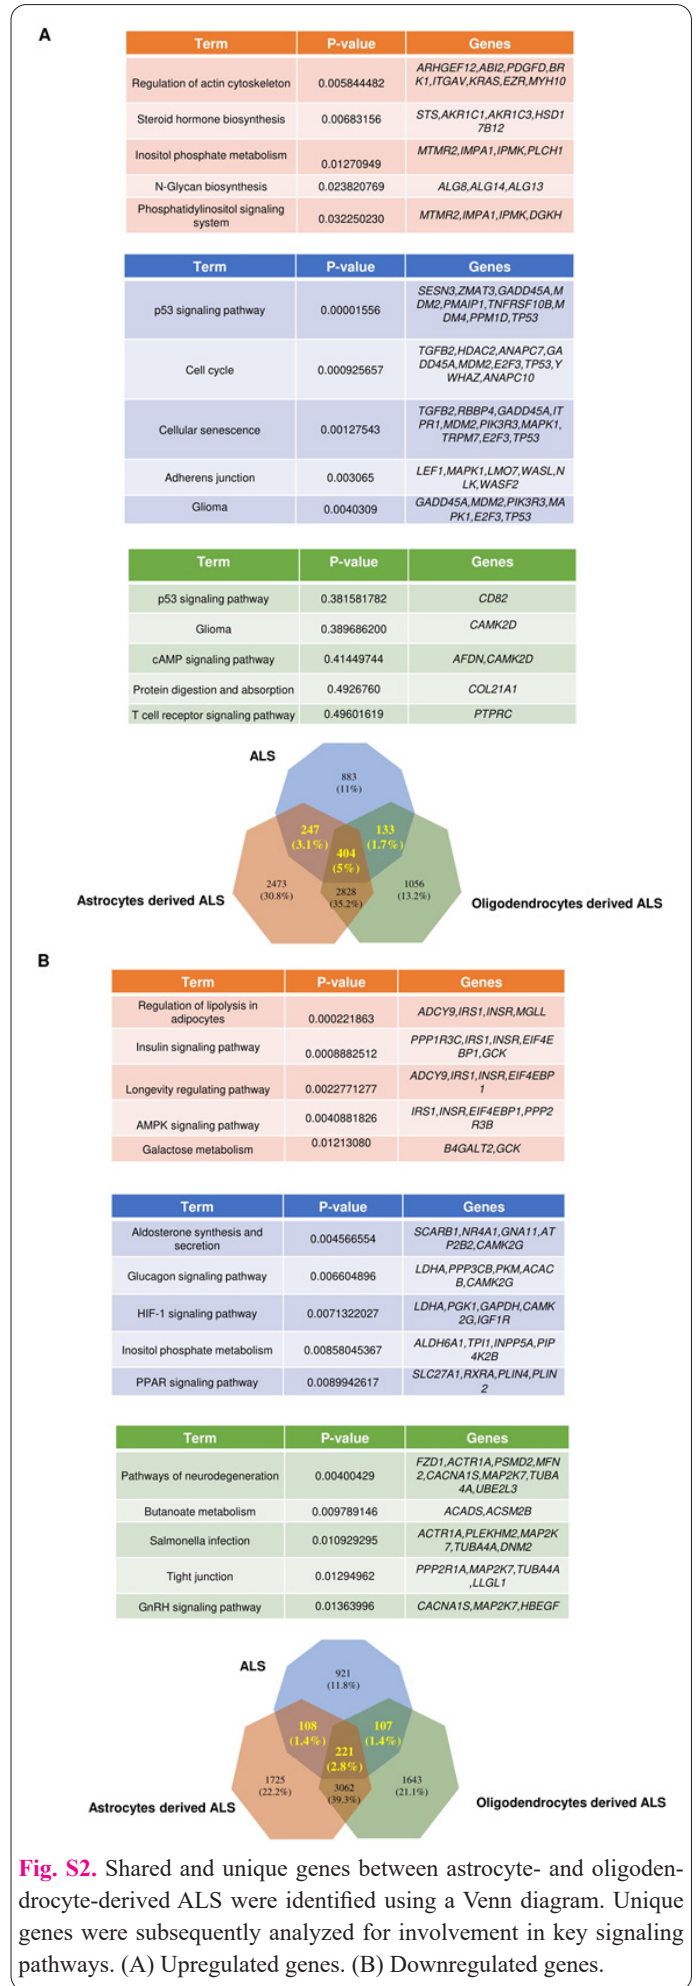 A
Term P-value Genes
Regulation of actin cytoskeleton 0.005844482 ARHGEF12,ABI2,PDGFD,BR
K1,ITGAV,KRAS,EZR,MYH10
Steroid hormone biosynthesis 0.00683156 STS,AKR1C1,AKR1C3,HSD1
7B12
Inositol phosphate metabolism 0.01270949 MTMR2,IMPA1,IPMK,PLCH1
N-Glycan biosynthesis 0.023820769 ALG8,ALG14,ALG13
Phosphatidylinositol signaling
system 0.032250230 MTMR2,IMPA1,IPMK,DGKH
Term P-value Genes
p53 signaling pathway 0.00001556 SESN3,ZMAT3,GADD45A,M
DM2,PMAIP1,TNFRSF10B,M
DM4,PPM1D,TP53
Cell cycle 0.000925657 TGFB2,HDAC2,ANAPC7,GA
DD45A,MDM2,E2F3,TP53,Y
WHAZ,ANAPC10
Cellular senescence 0.00127543 TGFB2,RBBP4,GADD45A,IT
PR1,MDM2,PIK3R3,MAPK1,
TRPM7,E2F3,TP53
Adherens junction 0.003065 LEF1,MAPK1,LMO7,WASL,N
LK,WASF2
Glioma 0.0040309 GADD45A,MDM2,PIK3R3,MA
PK1,E2F3,TP53
Term P-value Genes
p53 signaling pathway 0.381581782 CD82
Glioma 0.389686200 CAMK2D
cAMP signaling pathway 0.41449744 AFDN,CAMK2D
Protein digestion and absorption 0.4926760 COL21A1
T cell receptor signaling pathway 0.49601619 PTPRC
ALS
883
(11%)
247 133
(3.1%) (1.7%)
404
(5%)
2473 2828 1056
(30.8%) (35.2%) (13.2%)
Astrocytes derived ALS Oligodendrocytes derived ALS
B
Term P-value Genes
Regulation of lipolysis in
adipocytes 0.000221863 ADCY9,IRS1,INSR,MGLL
Insulin signaling pathway 0.0008882512 PPP1R3C,IRS1,INSR,EIF4E
BP1,GCK
Longevity regulating pathway 0.0022771277 ADCY9,IRS1,INSR,EIF4EBP
1
AMPK signaling pathway 0.0040881826 IRS1,INSR,EIF4EBP1,PPP2
R3B
Galactose metabolism 0.01213080 B4GALT2,GCK
Term P-value Genes
Aldosterone synthesis and
secretion 0.004566554 SCARB1,NR4A1,GNA11,AT
P2B2,CAMK2G
Glucagon signaling pathway 0.006604896 LDHA,PPP3CB,PKM,ACAC
B,CAMK2G
HIF-1 signaling pathway 0.0071322027 LDHA,PGK1,GAPDH,CAMK
2G,IGF1R
Inositol phosphate metabolism 0.00858045367 ALDH6A1,TPI1,INPP5A,PIP
4K2B
PPAR signaling pathway 0.0089942617 SLC27A1,RXRA,PLIN4,PLIN
2
Term P-value Genes
Pathways of neurodegeneration 0.00400429 FZD1,ACTR1A,PSMD2,MFN
2,CACNA1S,MAP2K7,TUBA
4A,UBE2L3
Butanoate metabolism 0.009789146 ACADS,ACSM2B
Salmonella infection 0.010929295 ACTR1A,PLEKHM2,MAP2K
7,TUBA4A,DNM2
Tight junction 0.01294962 PPP2R1A,MAP2K7,TUBA4A
,LLGL1
GnRH signaling pathway 0.01363996 CACNA1S,MAP2K7,HBEGF
ALS
921
(11.8%)
108 107
(1.4%) (1.4%)
221
(2.8%)
1725 3062 1643
(22.2%) (39.3%) (21.1%)
Astrocytes derived ALS Oligodendrocytes derived ALS
Fig. S2. Shared and unique genes between astrocyte- and oligoden-
drocyte-derived ALS were identified using a Venn diagram. Unique
genes were subsequently analyzed for involvement in key signaling
pathways. (A) Upregulated genes. (B) Downregulated genes.